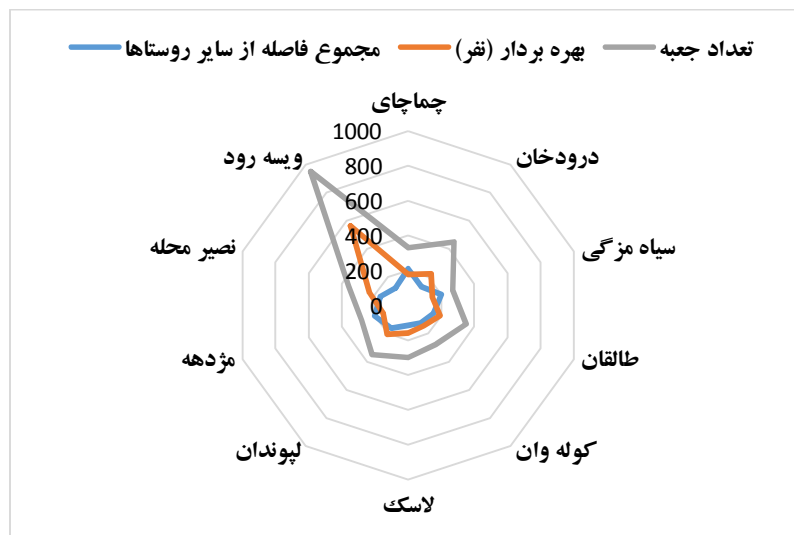 مجموع فاصله از سایر روستاها
بهره بردار (نفر)
تعداد جعبه
چماچای
درودخان
سیاه مزگی
طالقان
کوله وان
لاسک
لپوندان
مژدهه
نصیر محله
ویسه رود
1000
800
600
400
200
0